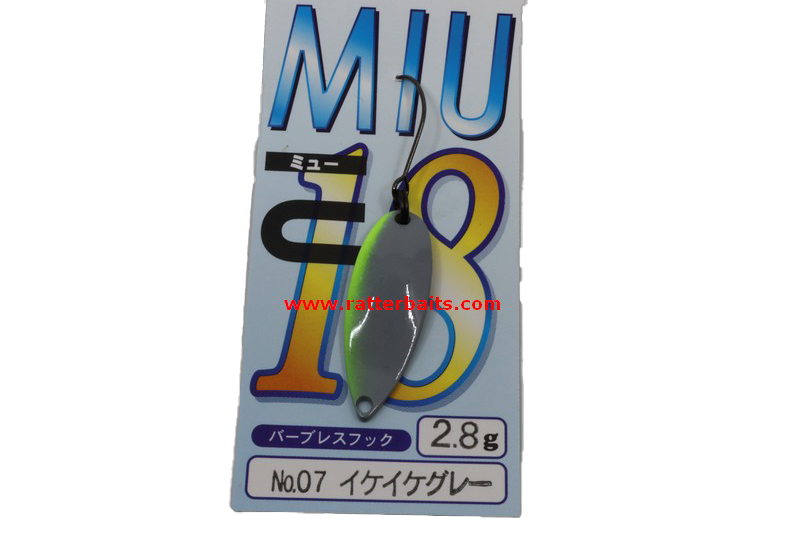 MIU
ミュー
18
www.ratterbaits.com
バーブレスフック
2.8g
No.07 イケイケグレー